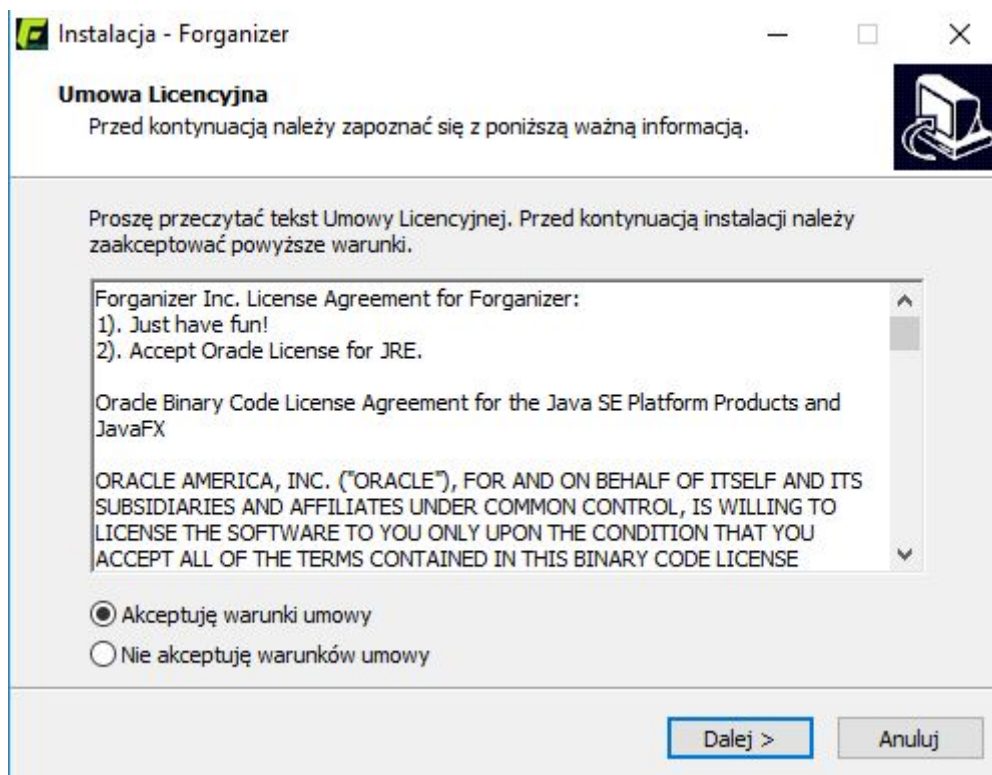 Instalacja - Forganizer
Umowa Licencyjna
Przed kontynuacją należy zapoznać się z poniższą ważną informacją.
Proszę przeczytać tekst Umowy Licencyjnej. Przed kontynuacją instalacji należy
zaakceptować powyższe warunki.
Forganizer Inc. License Agreement for Forganizer:
1). Just have fun!
2). Accept Oracle License for JRE.
Oracle Binary Code License Agreement for the Java SE Platform Products and
JavaFX
ORACLE AMERICA, INC. ("ORACLE"), FOR AND ON BEHALF OF ITSELF AND ITS
SUBSIDIARIES AND AFFILIATES UNDER COMMON CONTROL, IS WILLING TO
LICENSE THE SOFTWARE TO YOU ONLY UPON THE CONDITION THAT YOU
ACCEPT ALL OF THE TERMS CONTAINED IN THIS BINARY CODE LICENSE
Akceptuję warunki umowy
Nie akceptuję warunków umowy
Dalej >
Anuluj